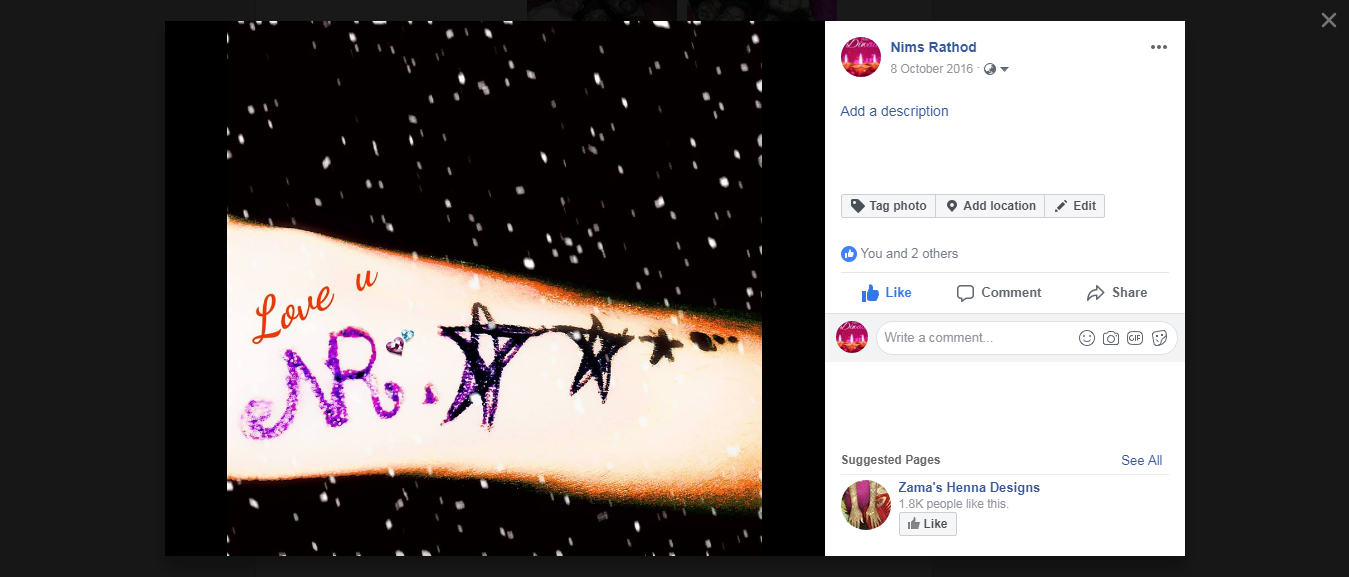 Love u
NR.
Nims Rathod
8 October 2016 ·
Add a description
Tag photo
Add location
Edit
You and 2 others
Like
Comment
Share
Write a comment...
GIF
Suggested Pages
See All
Zama's Henna Designs
1.8K people like this.
Like